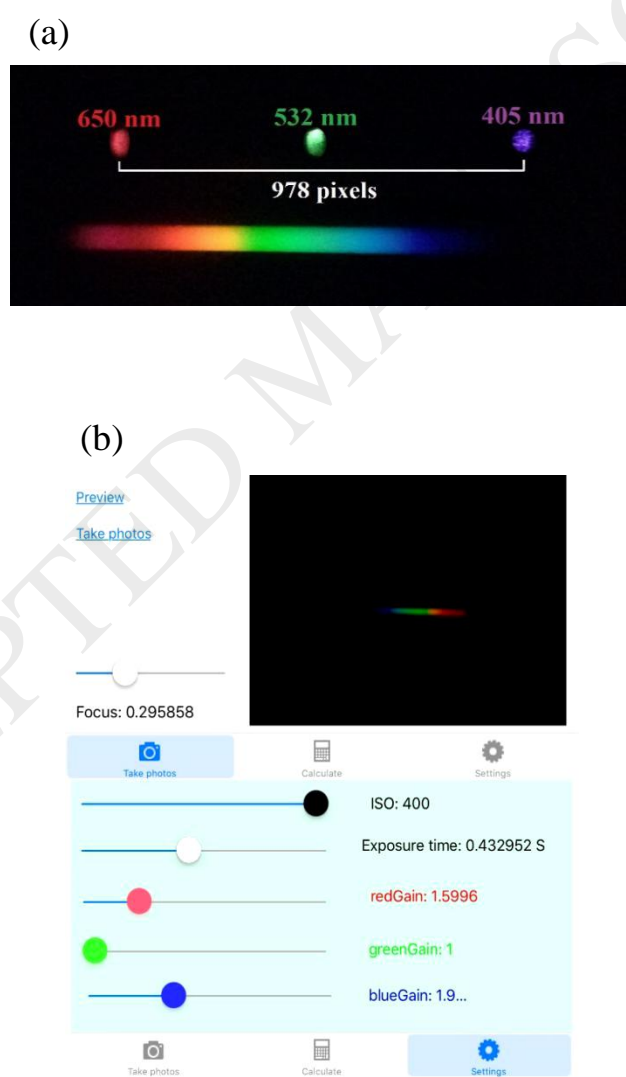 (a)
650 nm
532 nm
405 nm
978 pixels
(b)
Preview
Take photos
Focus: 0.295858
Take photos
Calculate
Settings
ISO: 400
Exposure time: 0.432952 S
redGain: 1.5996
greenGain: 1
blueGain: 1.9...
Take photos
Calculate
Settings